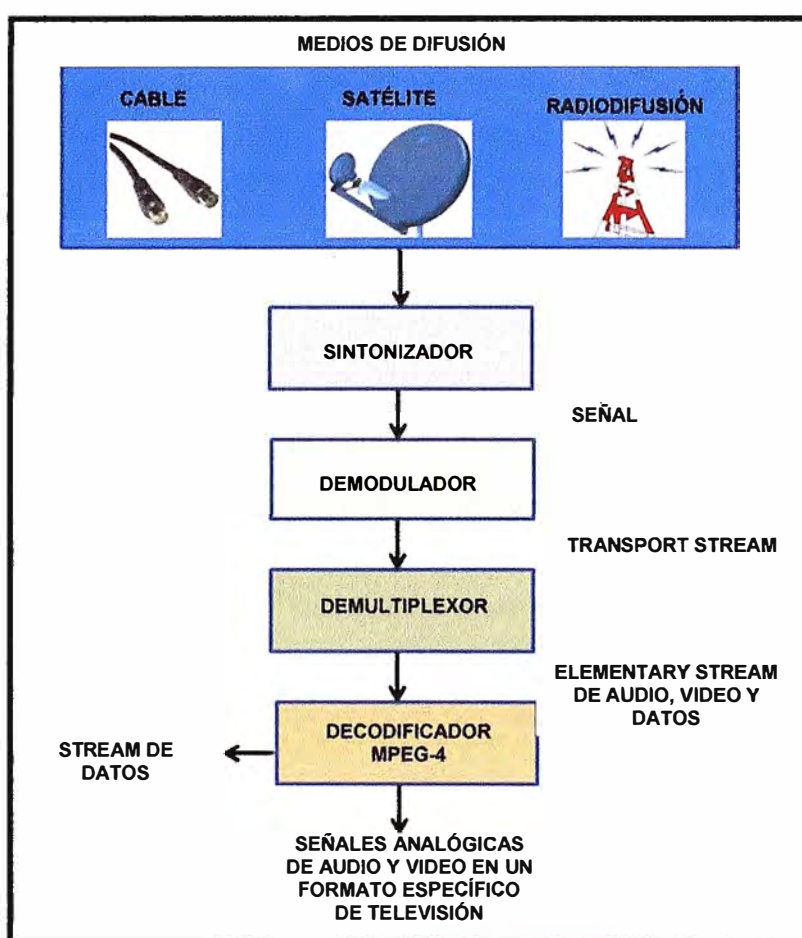 MEDIOS DE DIFUSIÓN
CABLE
SATÉLITE
RADIODIFUSIÓN
SINTONIZADOR
SEÑAL
DEMODULADOR
TRANSPORT STREAM
DEMULTIPLEXOR
ELEMENTARY STREAM
DE AUDIO, VIDEO Y
DATOS
DECODIFICADOR
MPEG-4
STREAM DE
DATOS
SEÑALES ANALÓGICAS
DE AUDIO Y VIDEO EN UN
FORMATO ESPECÍFICO
DE TELEVISIÓN